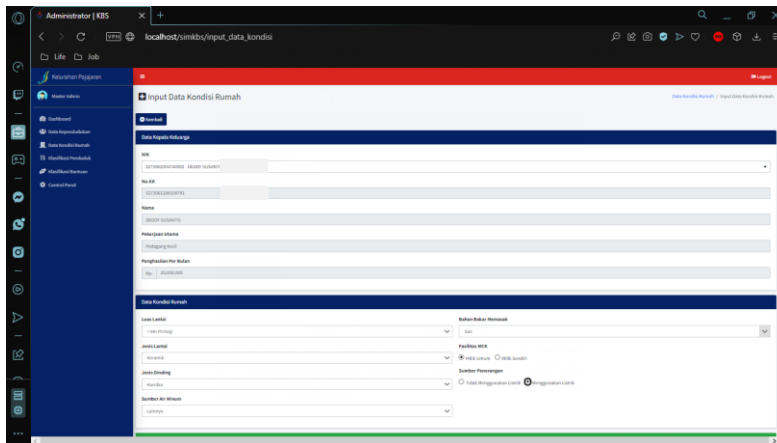 Administrator | KBS
VPN localhost/simkbs/input_data_kondisi
Life Job
Kelurahan Pajajaran
Logout
Master Admin
Input Data Kondisi Rumah
Data Kondisi Rumah / Input Data Kondisi Rumah
Kembali
Dashboard
Data Kependudukan
Data Kondisi Rumah
Klasifikasi Penduduk
Klasifikasi Bantuan
Control Panel
Data Kepala Keluarga
NIK
No.KK
Nama
Pekerjaan Utama
Pedagang Kecil
Penghasilan Per Bulan
Rp
Data Kondisi Rumah
Luas Lantai
Bahan Bakar Memasak
Gas
Jenis Lantai
Keramik
Fasilitas MCK
MCK Umum MCK Sendiri
Jenis Dinding
Sumber Penerangan
Tidak Menggunakan Listrik Menggunakan Listrik
Sumber Air Minum
Lainnya